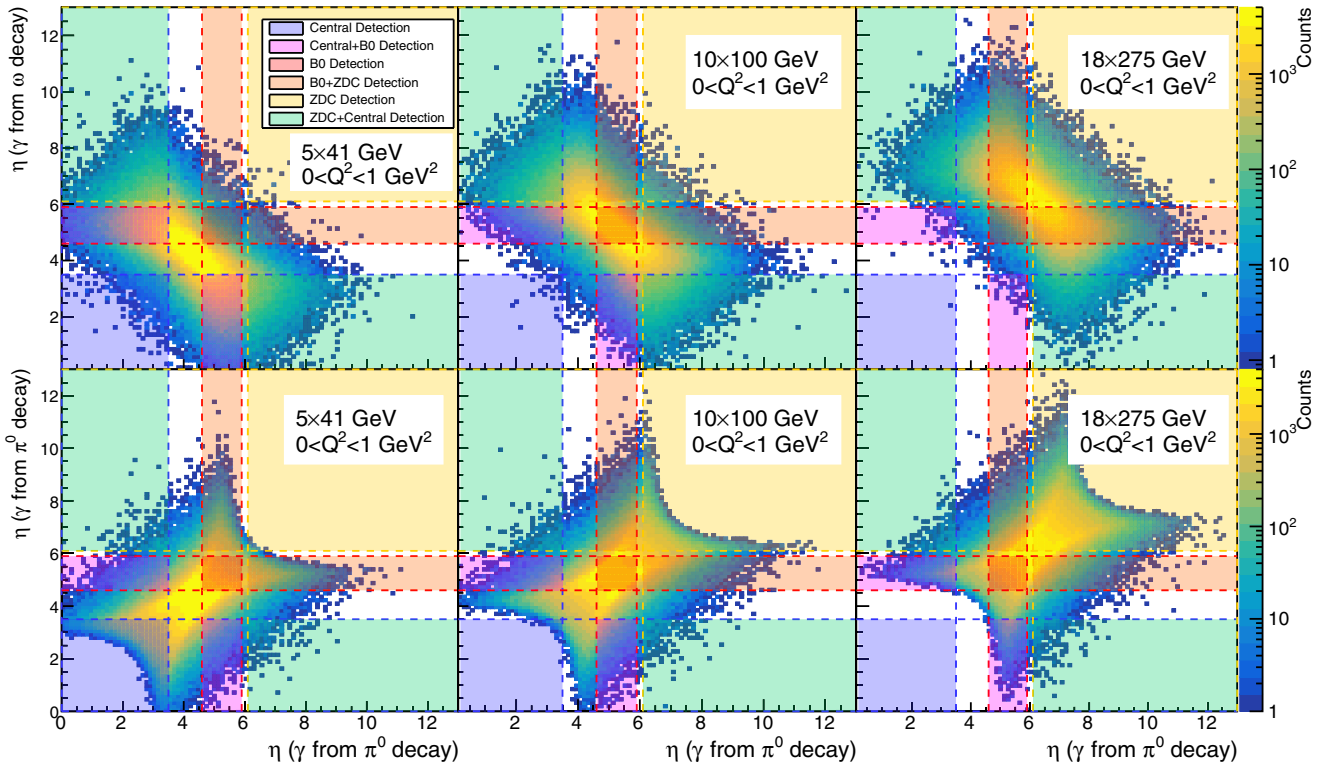 η (γ from ω decay)
12
10
8
6
4
2
Central Detection
Central+B0 Detection
B0 Detection
B0+ZDC Detection
ZDC Detection
ZDC+Central Detection
5×41 GeV
0<Q²<1 GeV²
10×100 GeV
0<Q²<1 GeV²
18×275 GeV
0<Q²<1 GeV²
Counts
10³
10²
10
1
η (γ from π⁰ decay)
12
10
8
6
4
2
0
5×41 GeV
0<Q²<1 GeV²
10×100 GeV
0<Q²<1 GeV²
18×275 GeV
0<Q²<1 GeV²
Counts
10³
10²
10
1
0 2 4 6 8 10 12
2 4 6 8 10 12
2 4 6 8 10 12
η (γ from π⁰ decay)
η (γ from π⁰ decay)
η (γ from π⁰ decay)